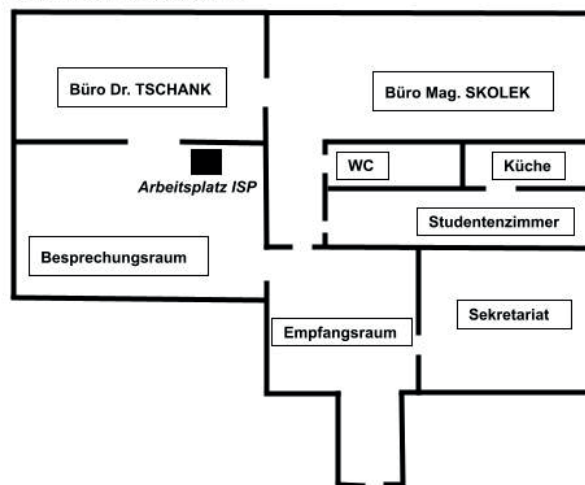 Büro Dr. TSCHANK
Büro Mag. SKOLEK
WC
Küche
Arbeitsplatz ISP
Studentenzimmer
Besprechungsraum
Sekretariat
Empfangsraum